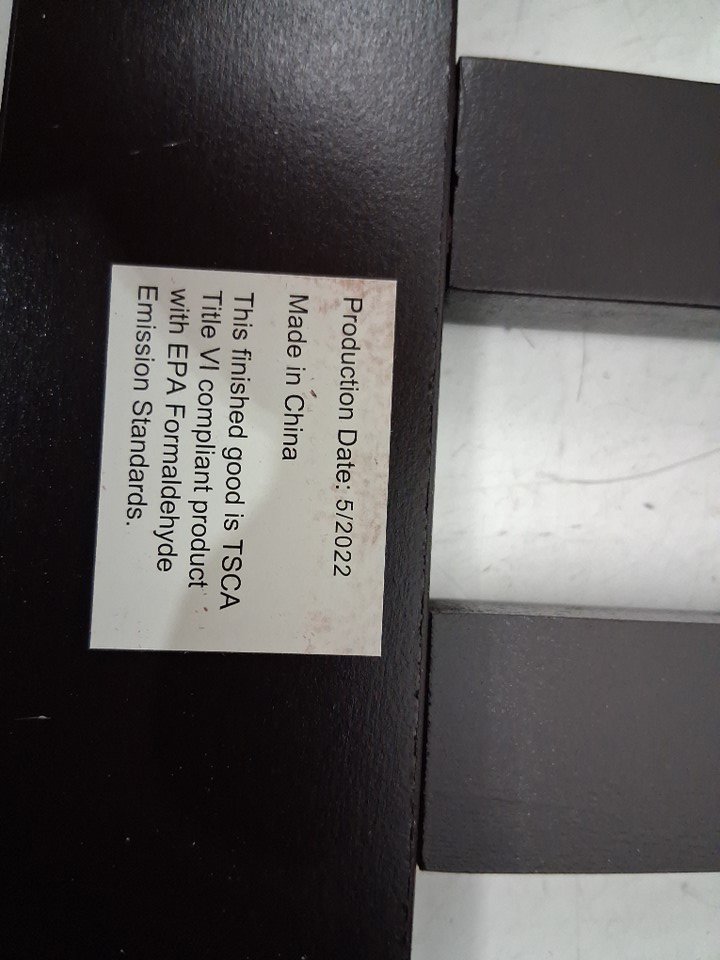 Production Date: 5/2022
Made in China
This finished good is TSCA
Title VI compliant product
with EPA Formaldehyde
Emission Standards.